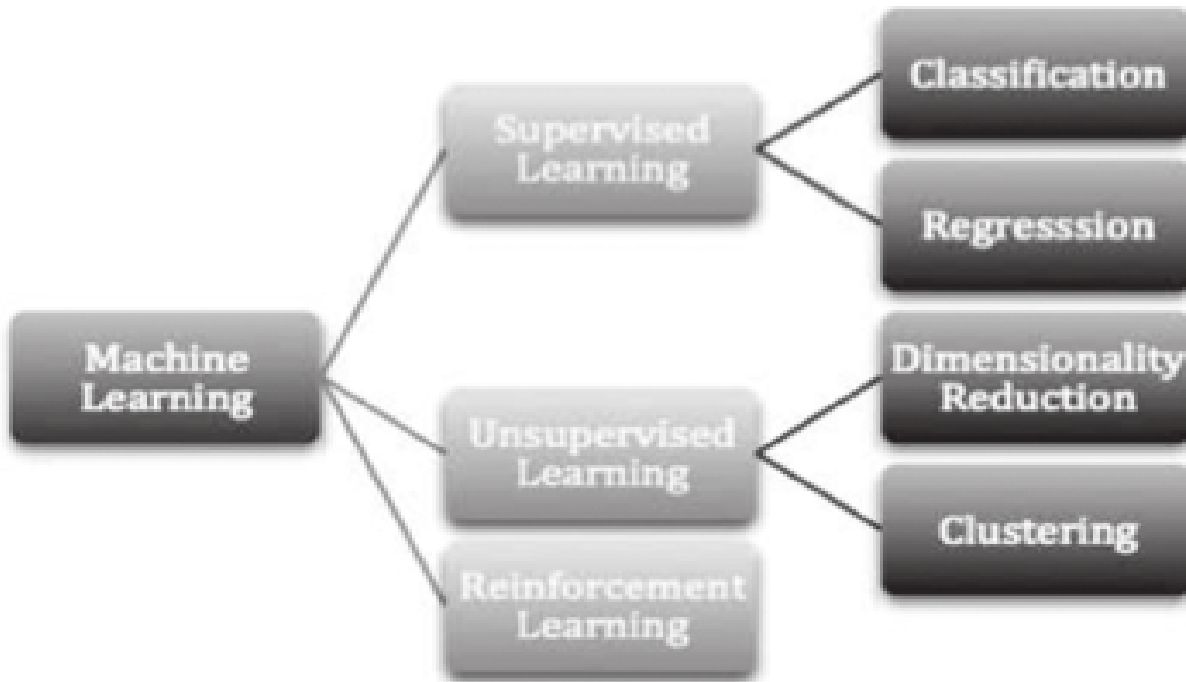 Machine
Learning
Supervised
Learning
Classification
Regresssion
Unsupervised
Learning
Dimensionality
Reduction
Clustering
Reinforcement
Learning